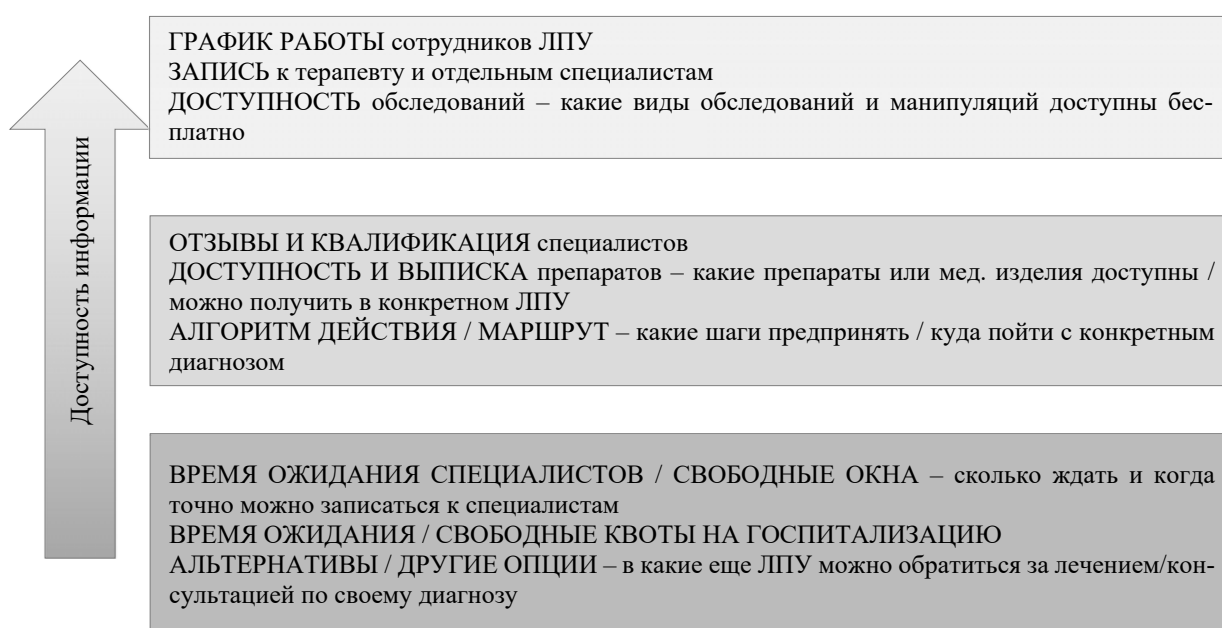 ГРАФИК РАБОТЫ сотрудников ЛПУ
ЗАПИСЬ к терапевту и отдельным специалистам
ДОСТУПНОСТЬ обследований – какие виды обследований и манипуляций доступны бес-
платно
Доступность информации
ОТЗЫВЫ И КВАЛИФИКАЦИЯ специалистов
ДОСТУПНОСТЬ И ВЫПИСКА препаратов – какие препараты или мед. изделия доступны /
можно получить в конкретном ЛПУ
АЛГОРИТМ ДЕЙСТВИЯ / МАРШРУТ – какие шаги предпринять / куда пойти с конкретным
диагнозом
ВРЕМЯ ОЖИДАНИЯ СПЕЦИАЛИСТОВ / СВОБОДНЫЕ ОКНА – сколько ждать и когда
точно можно записаться к специалистам
ВРЕМЯ ОЖИДАНИЯ / СВОБОДНЫЕ КВОТЫ НА ГОСПИТАЛИЗАЦИЮ
АЛЬТЕРНАТИВЫ / ДРУГИЕ ОПЦИИ – в какие еще ЛПУ можно обратиться за лечением/кон-
сультацией по своему диагнозу